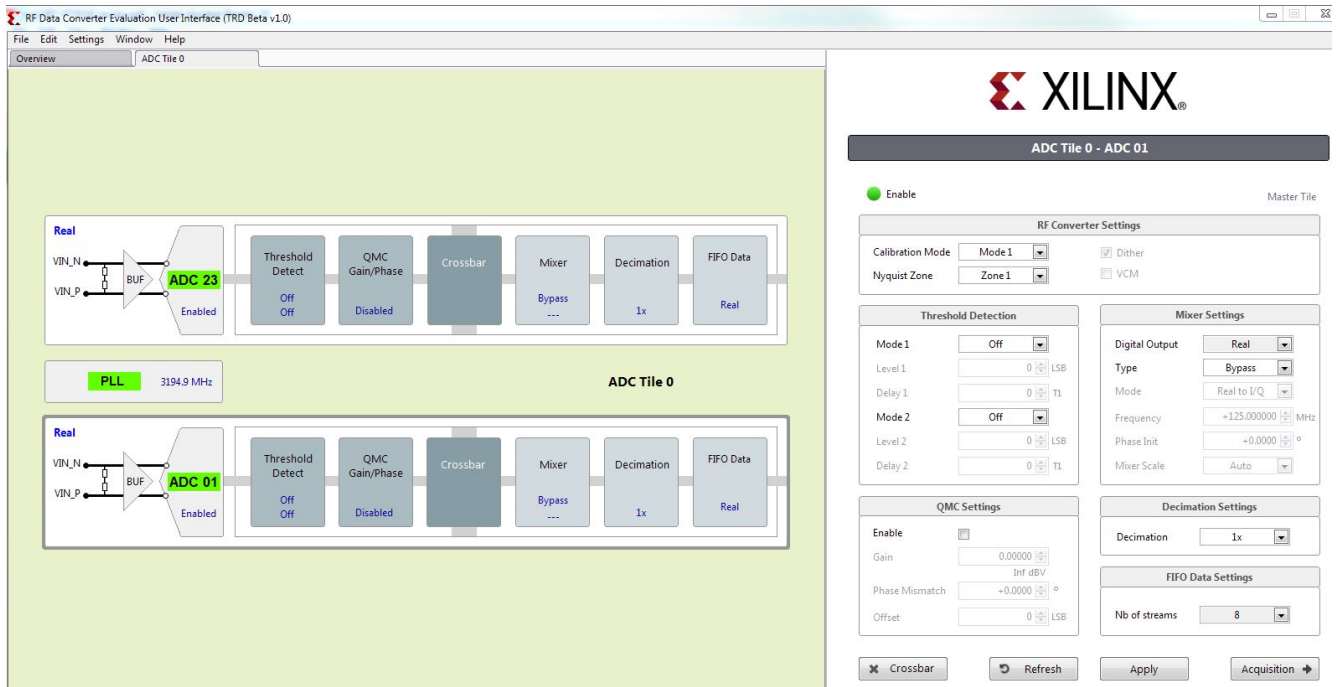 RF Data Converter Evaluation User Interface (TRD Beta v1.0)
File Edit Settings Window Help
Overview ADC Tile 0
XILINX®
ADC Tile 0 - ADC 01
Enable Master Tile
RF Converter Settings
Calibration Mode Mode 1 Dither
Nyquist Zone Zone 1 VCM
Real
VIN_N
VIN_P
BUF
ADC 23
Enabled
Threshold Detect
Off
Off
QMC Gain/Phase
Disabled
Crossbar
Mixer
Bypass
---
Decimation
1x
FIFO Data
Real
PLL 3194.9 MHz
ADC Tile 0
Real
VIN_N
VIN_P
BUF
ADC 01
Enabled
Threshold Detect
Off
Off
QMC Gain/Phase
Disabled
Crossbar
Mixer
Bypass
---
Decimation
1x
FIFO Data
Real
Threshold Detection
Mode 1 Off
Level 1 0 LSB
Delay 1 0 T1
Mode 2 Off
Level 2 0 LSB
Delay 2 0 T1
Mixer Settings
Digital Output Real
Type Bypass
Mode Real to I/Q
Frequency +125.000000 MHz
Phase Init +0.0000 °
Mixer Scale Auto
QMC Settings
Enable
Gain 0.00000
Inf dBV
Phase Mismatch +0.0000 °
Offset 0 LSB
Decimation Settings
Decimation 1x
FIFO Data Settings
Nb of streams 8
Crossbar Refresh Apply Acquisition